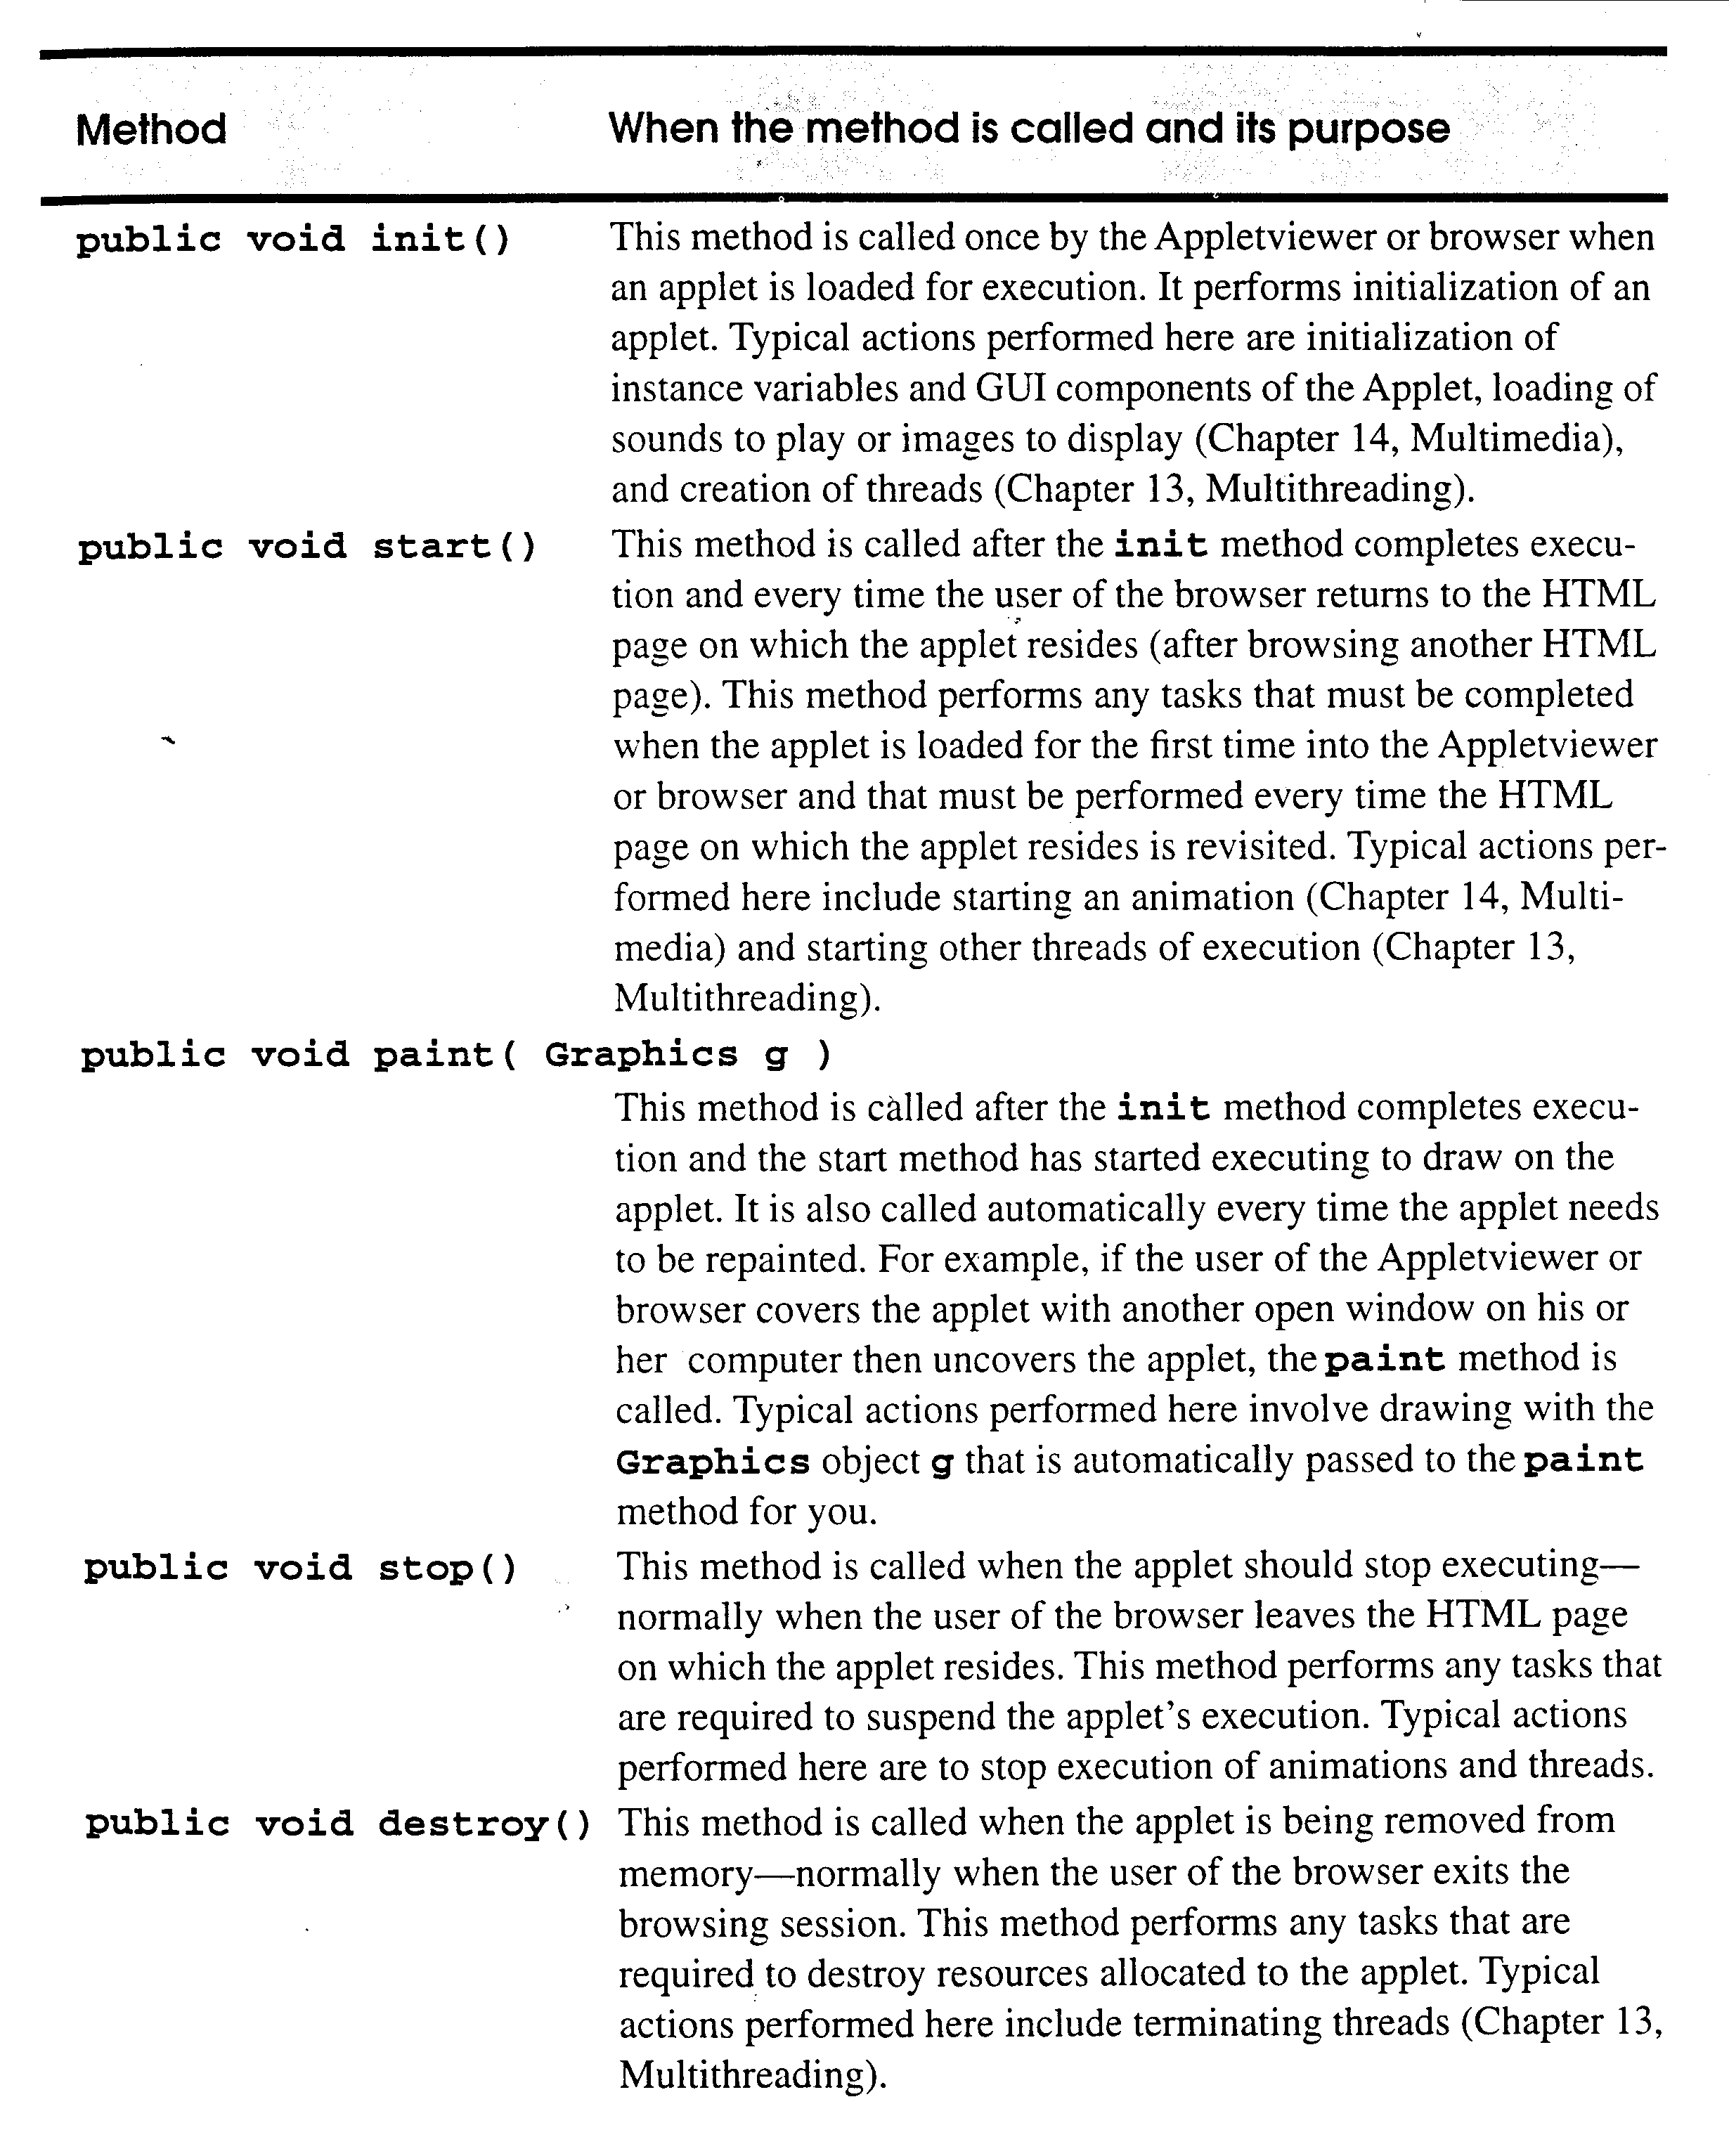 Method When the method is called and its purpose
public void init() This method is called once by the Appletviewer or browser when
an applet is loaded for execution. It performs initialization of an
applet. Typical actions performed here are initialization of
instance variables and GUI components of the Applet, loading of
sounds to play or images to display (Chapter 14, Multimedia),
and creation of threads (Chapter 13, Multithreading).
public void start() This method is called after the init method completes execu-
tion and every time the user of the browser returns to the HTML
page on which the applet resides (after browsing another HTML
page). This method performs any tasks that must be completed
when the applet is loaded for the first time into the Appletviewer
or browser and that must be performed every time the HTML
page on which the applet resides is revisited. Typical actions per-
formed here include starting an animation (Chapter 14, Multi-
media) and starting other threads of execution (Chapter 13,
Multithreading).
public void paint( Graphics g )
This method is called after the init method completes execu-
tion and the start method has started executing to draw on the
applet. It is also called automatically every time the applet needs
to be repainted. For example, if the user of the Appletviewer or
browser covers the applet with another open window on his or
her computer then uncovers the applet, the paint method is
called. Typical actions performed here involve drawing with the
Graphics object g that is automatically passed to the paint
method for you.
public void stop() This method is called when the applet should stop executing—
normally when the user of the browser leaves the HTML page
on which the applet resides. This method performs any tasks that
are required to suspend the applet's execution. Typical actions
performed here are to stop execution of animations and threads.
public void destroy() This method is called when the applet is being removed from
memory—normally when the user of the browser exits the
browsing session. This method performs any tasks that are
required to destroy resources allocated to the applet. Typical
actions performed here include terminating threads (Chapter 13,
Multithreading).